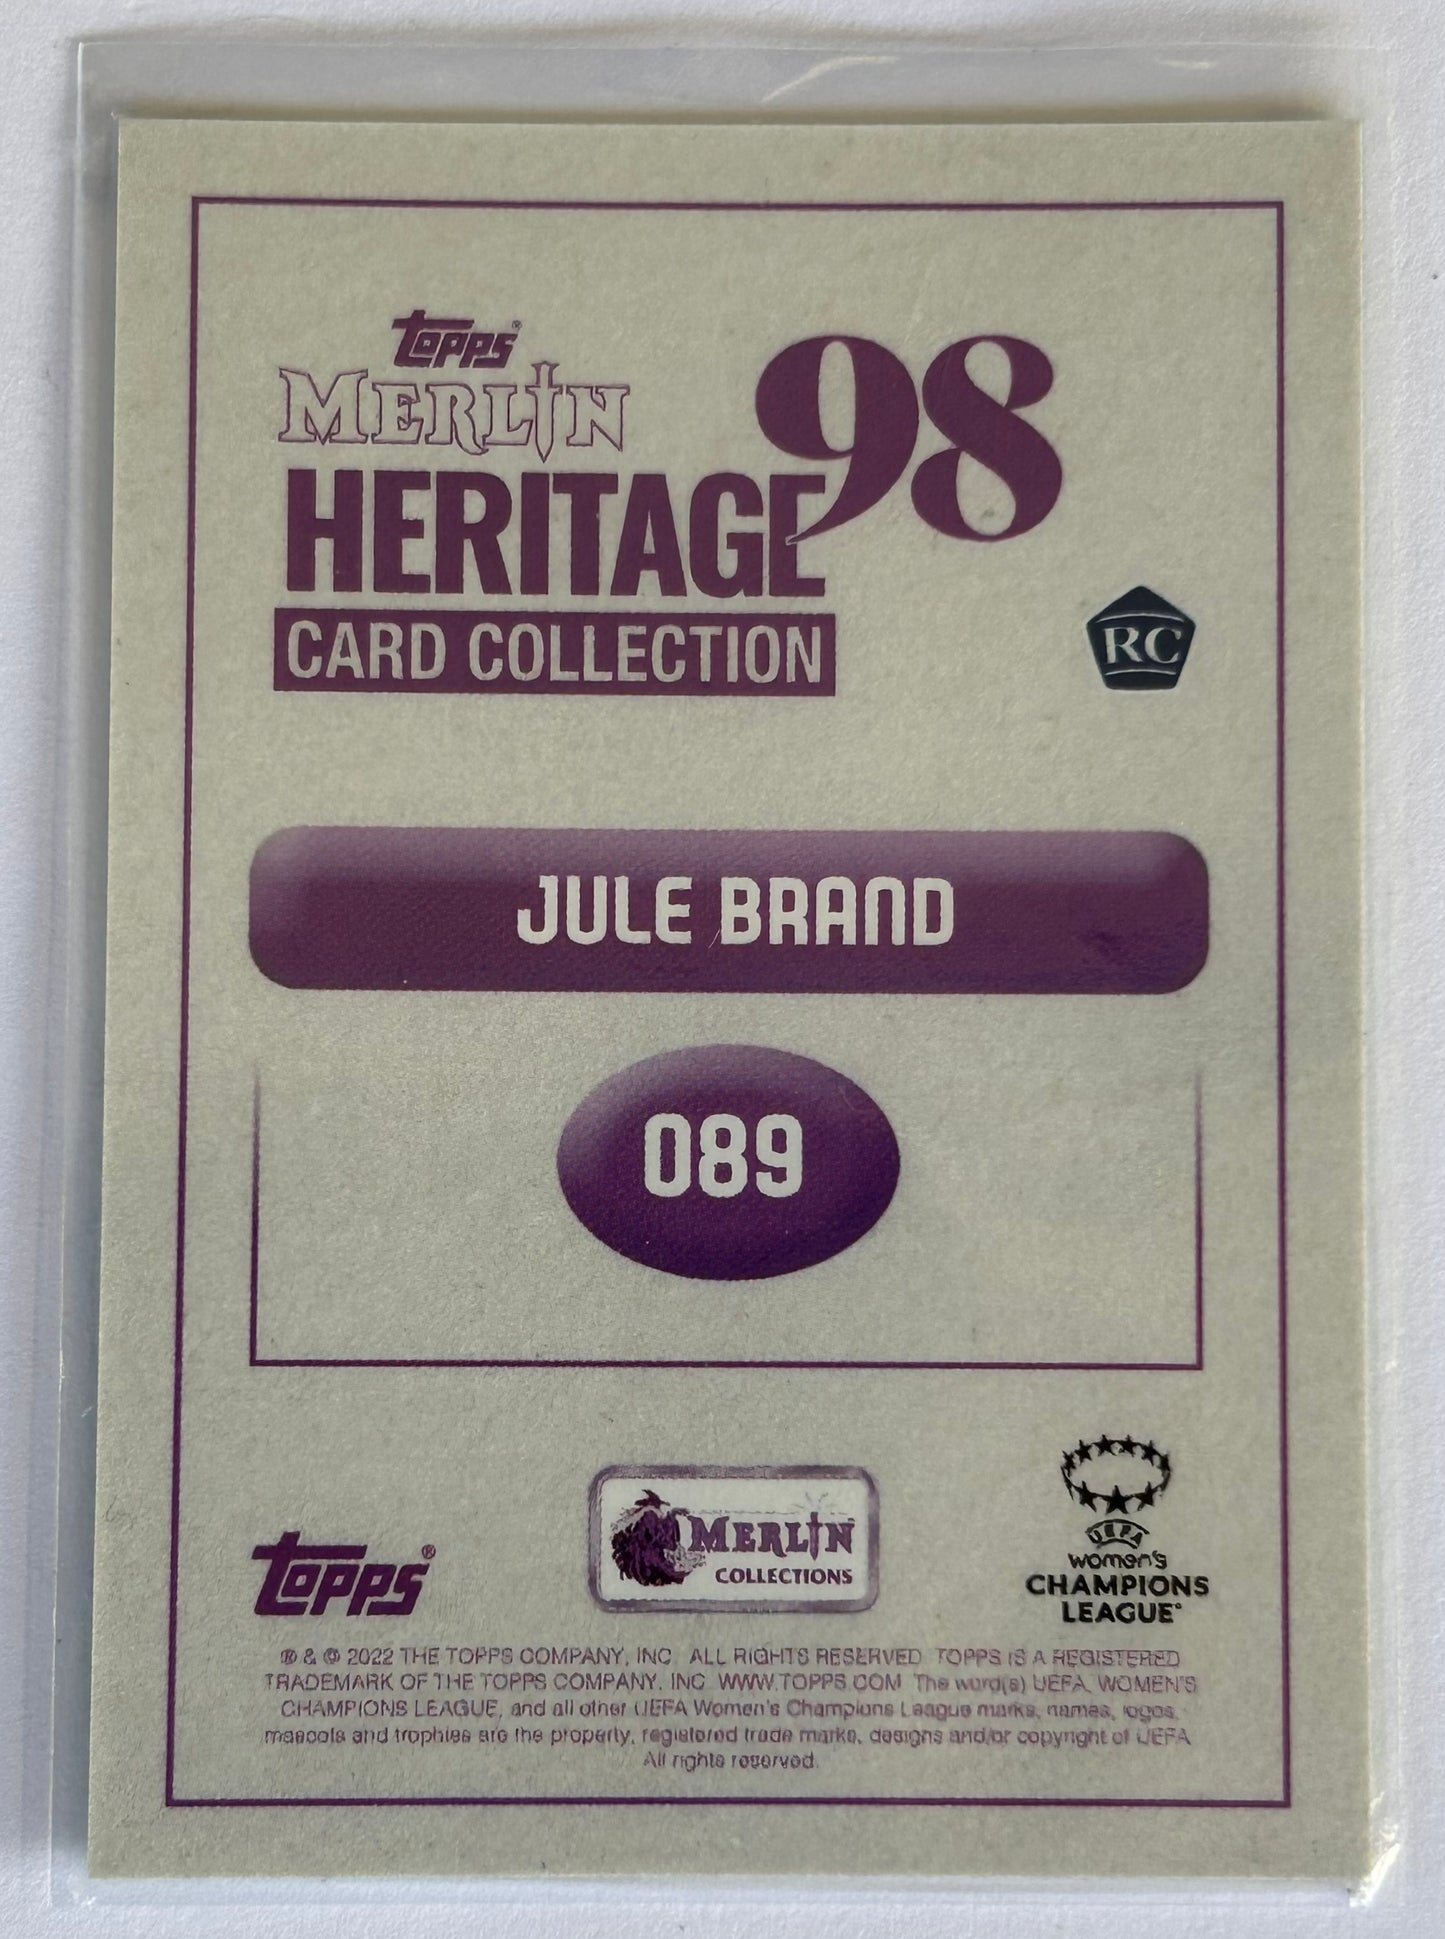 TOPPS®
MERLIN
98
HERITAGE
CARD COLLECTION
RC
JULE BRAND
089
UEFA
WOMEN'S
CHAMPIONS
LEAGUE®
MERLIN
COLLECTIONS
TOPPS®
® & © 2022 THE TOPPS COMPANY, INC. ALL RIGHTS RESERVED. TOPPS IS A REGISTERED
TRADEMARK OF THE TOPPS COMPANY, INC. WWW.TOPPS.COM The word(s) UEFA, WOMEN'S
CHAMPIONS LEAGUE, and all other UEFA Women's Champions League marks, names, logos,
mascots and trophies are the property, registered trade marks, designs and/or copyright of UEFA
All rights reserved.